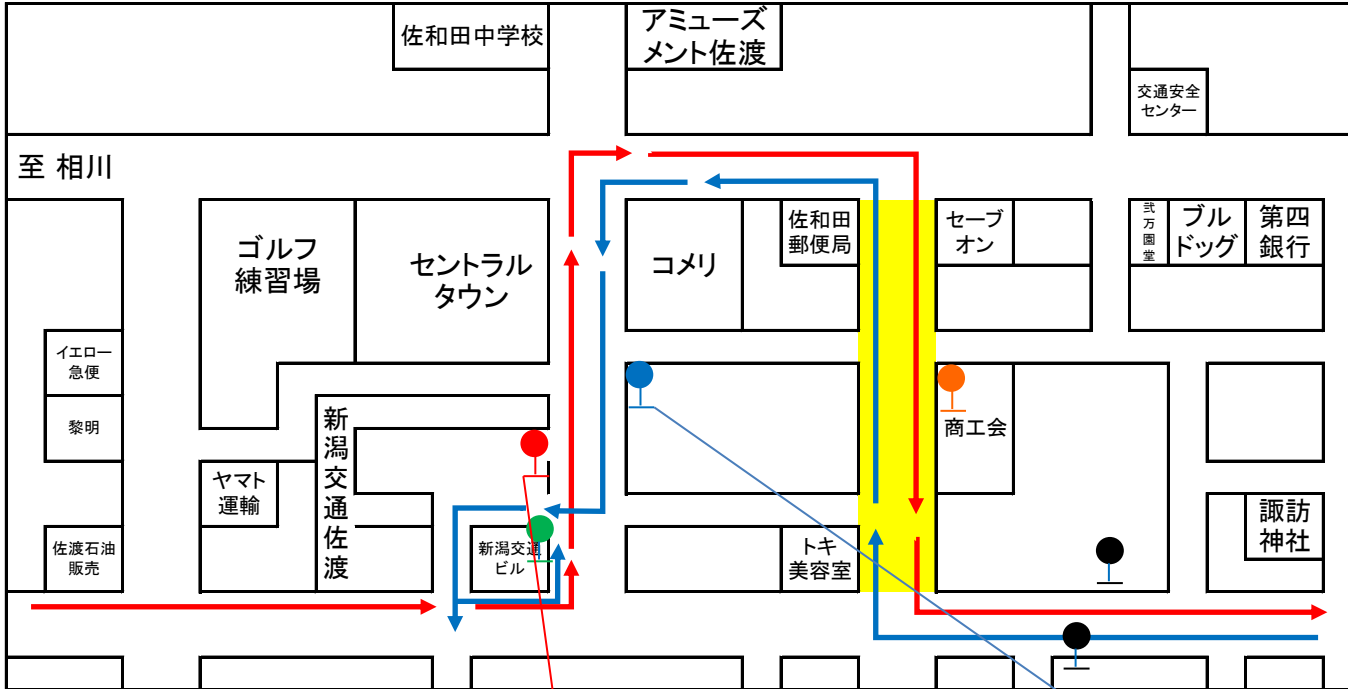 佐和田中学校
アミューズ
メント佐渡
交通安全
センター
至 相川
ゴルフ
練習場
セントラル
タウン
コメリ
佐和田
郵便局
セーブ
オン
弐万圓堂
ブル
ドッグ
第四
銀行
イエロー
急便
黎明
新潟交通佐渡
商工会
ヤマト
運輸
佐渡石油
販売
新潟交通
ビル
トキ
美容室
諏訪
神社